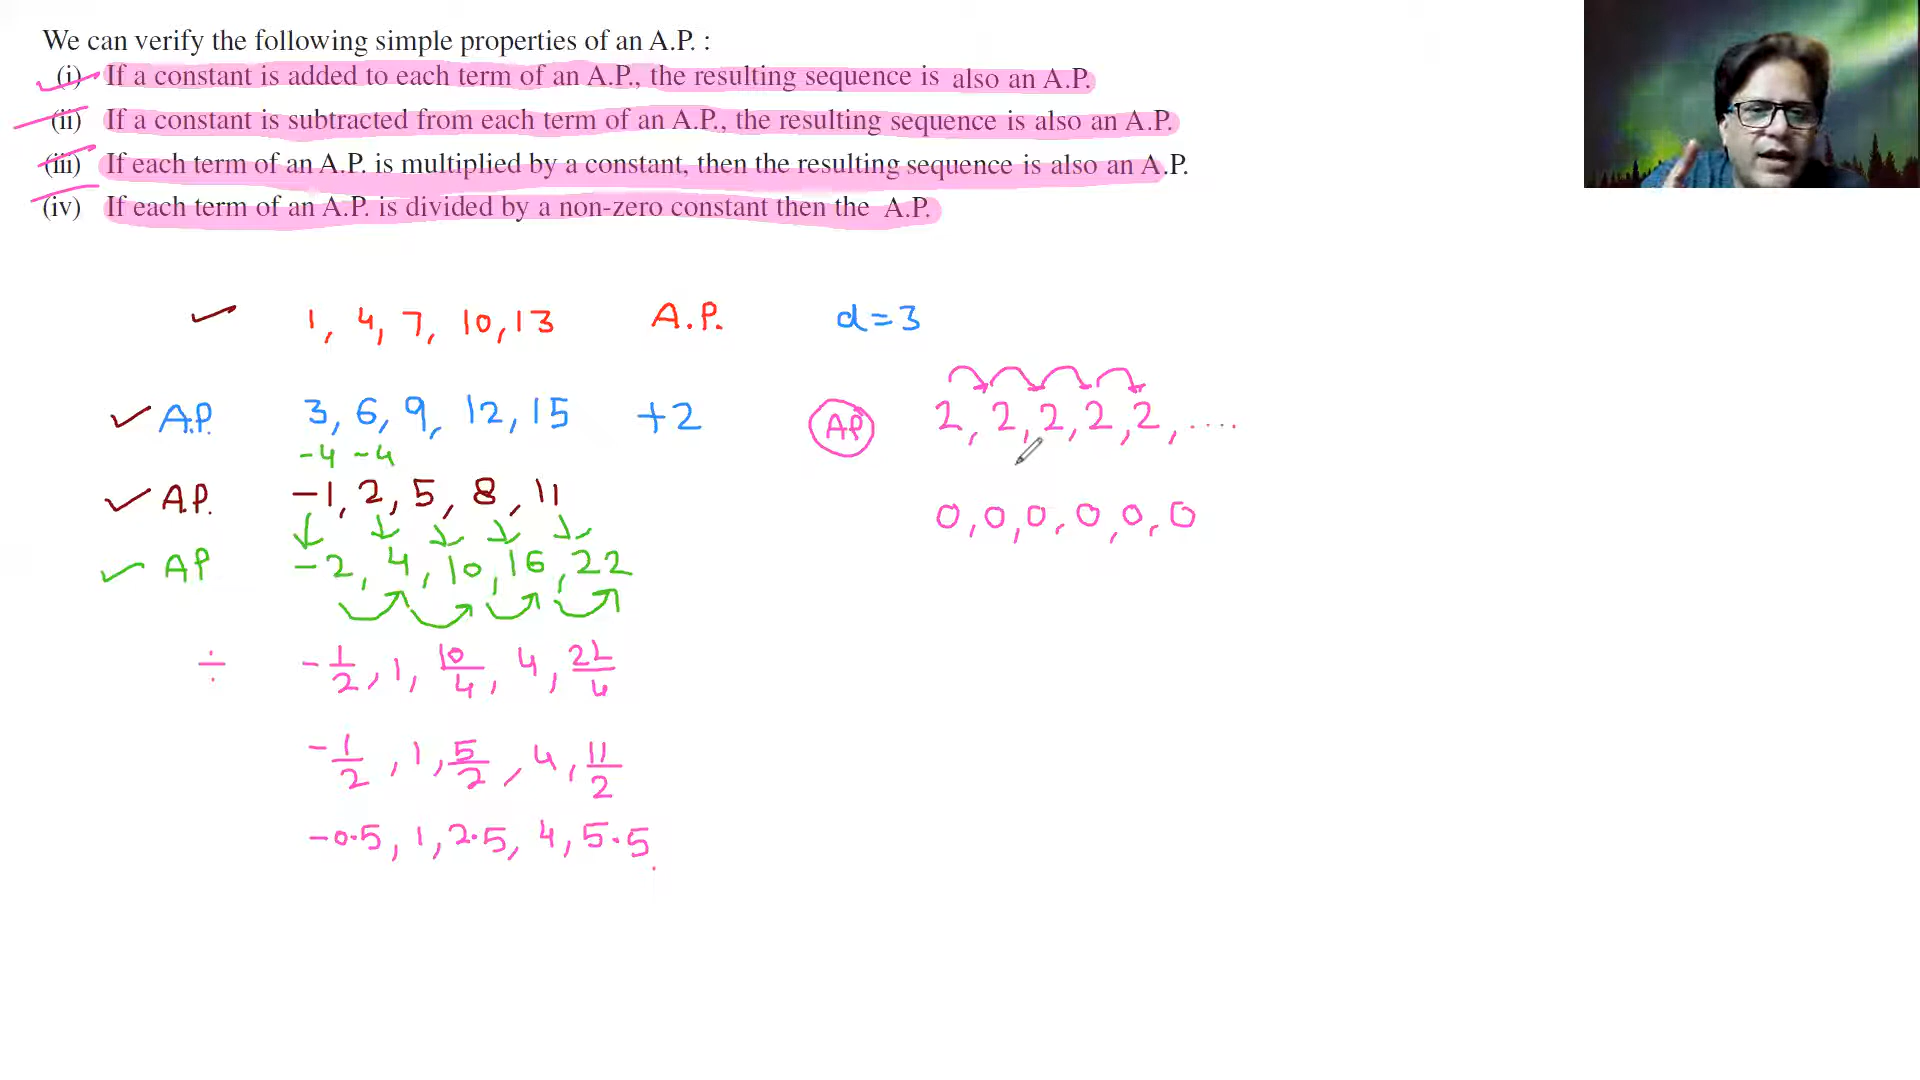 We can verify the following simple properties of an A.P. :
(i) If a constant is added to each term of an A.P., the resulting sequence is also an A.P.
(ii) If a constant is subtracted from each term of an A.P., the resulting sequence is also an A.P.
(iii) If each term of an A.P. is multiplied by a constant, then the resulting sequence is also an A.P.
(iv) If each term of an A.P. is divided by a non-zero constant then the A.P.
1, 4, 7, 10, 13 A.P. d=3
A.P. 3, 6, 9, 12, 15 +2
-4 -4
A.P. -1, 2, 5, 8, 11
AP -2, 4, 10, 16, 22
÷ -1/2, 1, 10/4, 4, 22/4
-1/2, 1, 5/2, 4, 11/2
-0.5, 1, 2.5, 4, 5.5
AP 2, 2, 2, 2, 2, ....
0, 0, 0, 0, 0, 0